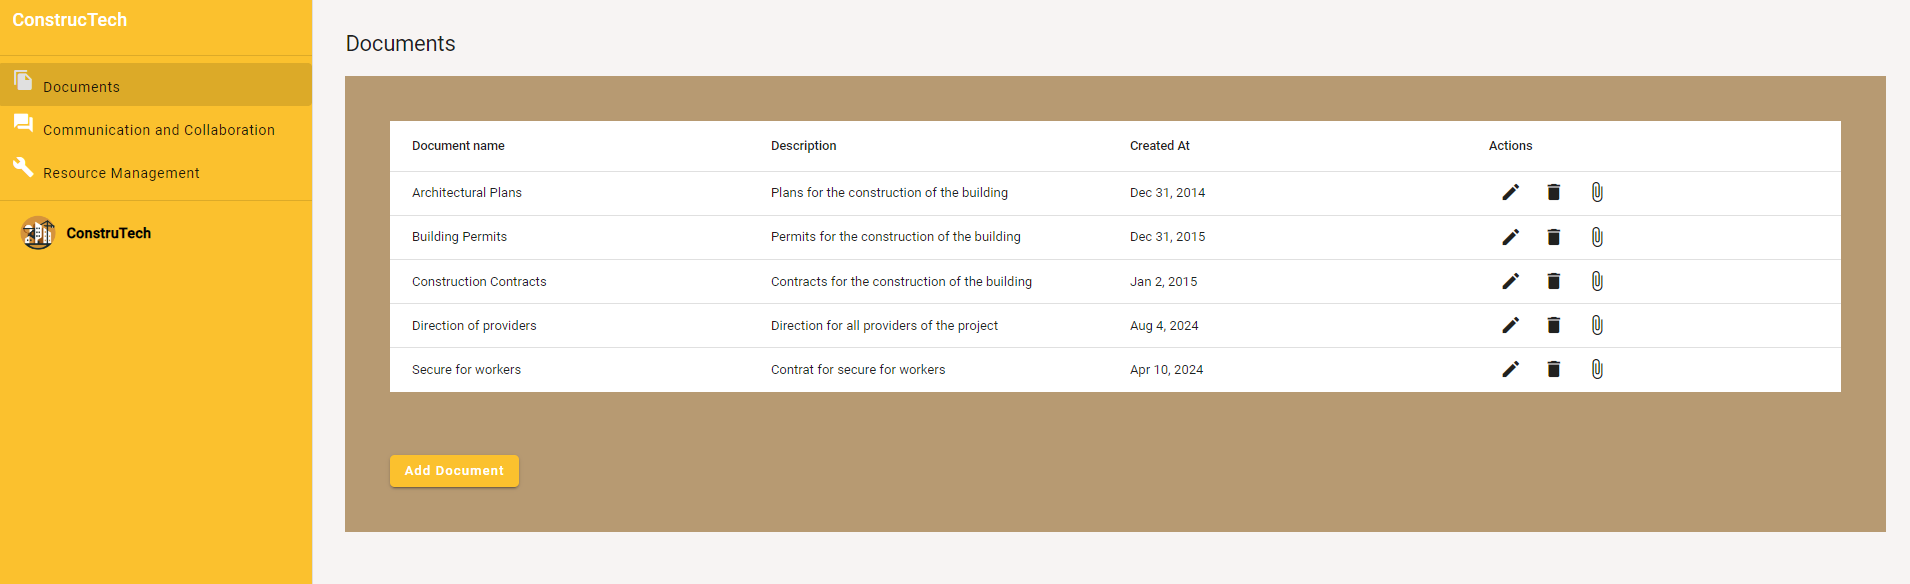 ConstrucTech
Documents
Communication and Collaboration
Resource Management
ConstruTech
Documents
Document name Description Created At Actions
Architectural Plans Plans for the construction of the building Dec 31, 2014
Building Permits Permits for the construction of the building Dec 31, 2015
Construction Contracts Contracts for the construction of the building Jan 2, 2015
Direction of providers Direction for all providers of the project Aug 4, 2024
Secure for workers Contrat for secure for workers Apr 10, 2024
Add Document